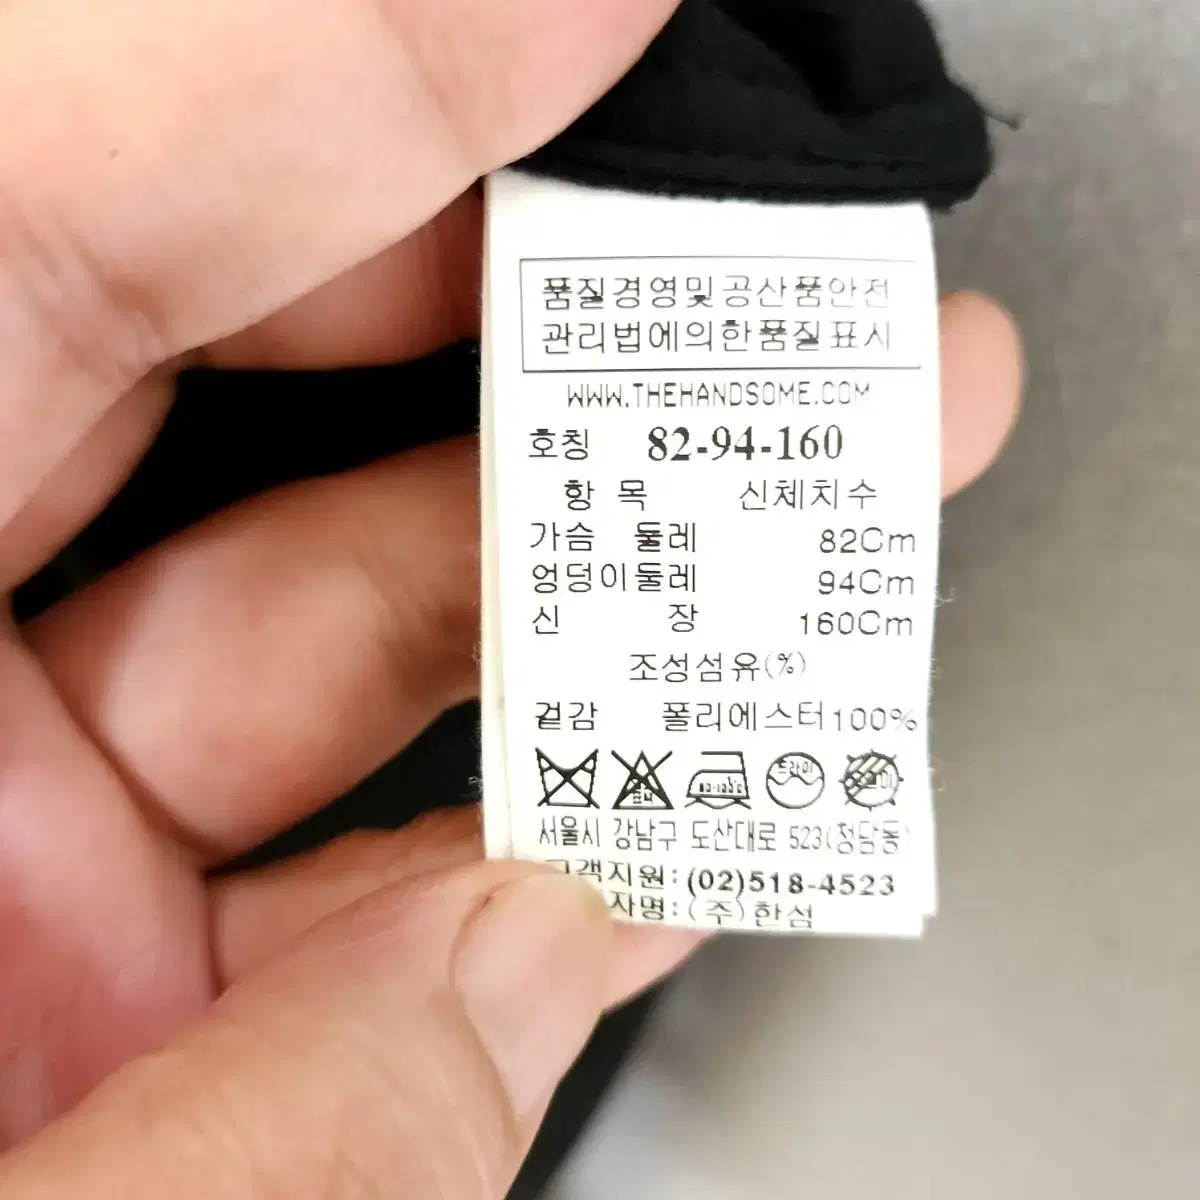 품질경영및공산품안전
관리법에의한품질표시
WWW.THEHANDSOME.COM
호칭 82-94-160
항 목 신체치수
가슴 둘레 82Cm
엉덩이둘레 94Cm
신 장 160Cm
조성섬유(%)
겉감 폴리에스터100%
드라이
서울시 강남구 도산대로 523(청담동)
고객지원:(02)518-4523
자명:(주)한섬